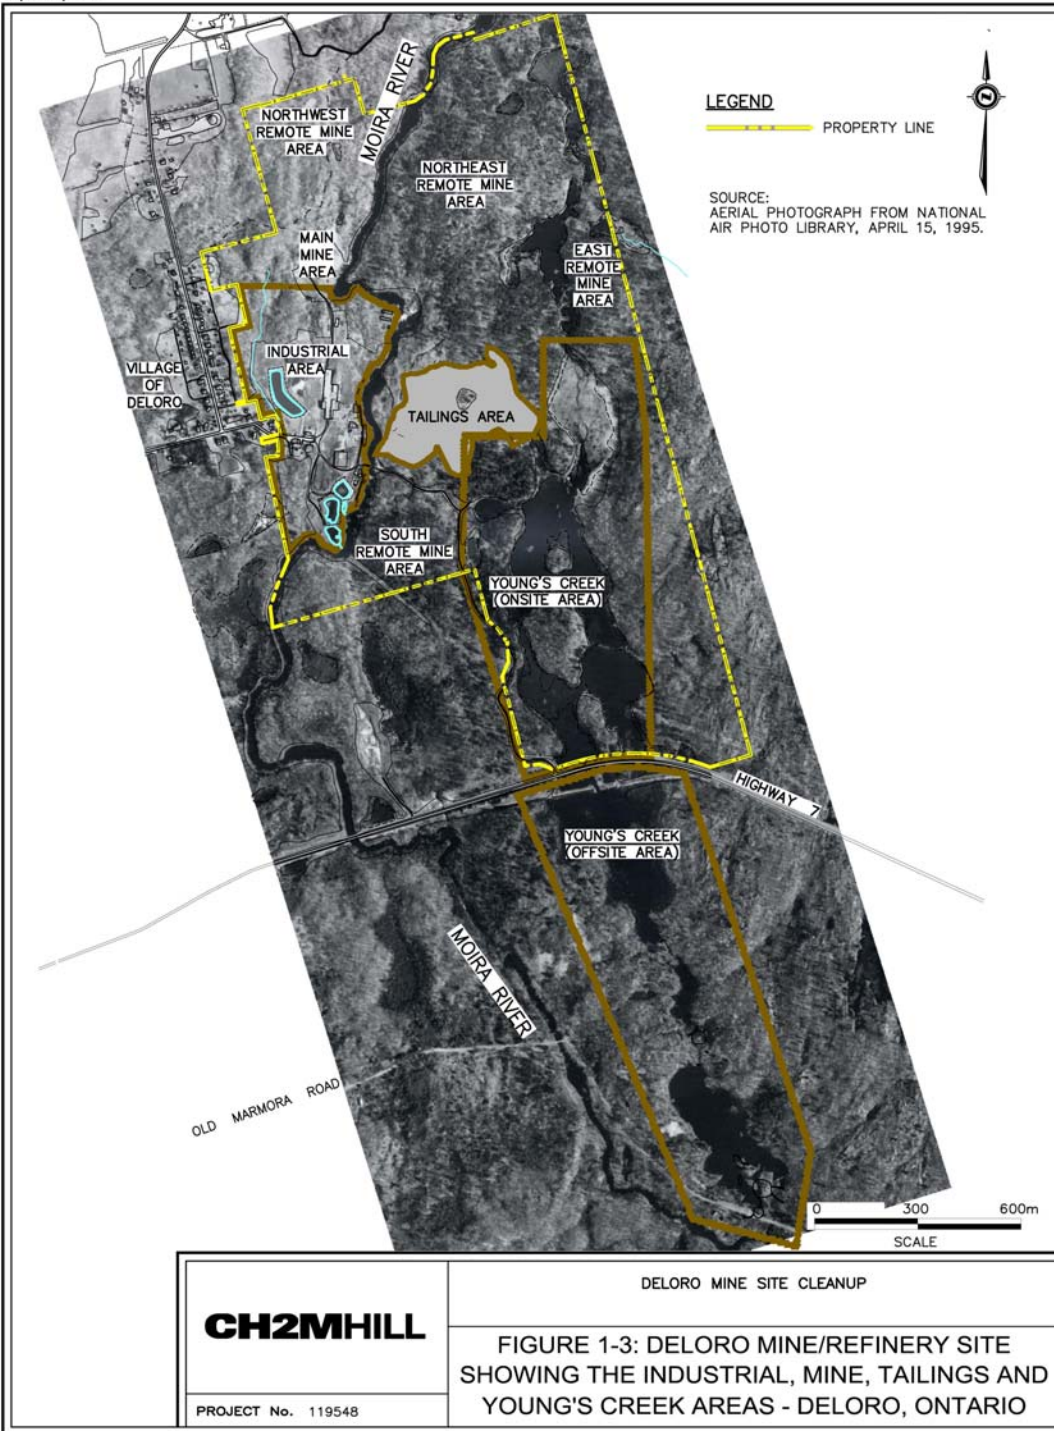 MOIRA RIVER
NORTHWEST
REMOTE MINE
AREA
NORTHEAST
REMOTE MINE
AREA
MAIN
MINE
AREA
EAST
REMOTE
MINE
AREA
INDUSTRIAL
AREA
VILLAGE
OF
DELORO
TAILINGS AREA
SOUTH
REMOTE MINE
AREA
YOUNG'S CREEK
(ONSITE AREA)
HIGHWAY 7
YOUNG'S CREEK
(OFFSITE AREA)
MOIRA RIVER
OLD MARMORA ROAD
LEGEND
PROPERTY LINE
N
SOURCE:
AERIAL PHOTOGRAPH FROM NATIONAL
AIR PHOTO LIBRARY, APRIL 15, 1995.
0 300 600m
SCALE
CH2MHILL
PROJECT No. 119548
DELORO MINE SITE CLEANUP
FIGURE 1-3: DELORO MINE/REFINERY SITE
SHOWING THE INDUSTRIAL, MINE, TAILINGS AND
YOUNG'S CREEK AREAS - DELORO, ONTARIO